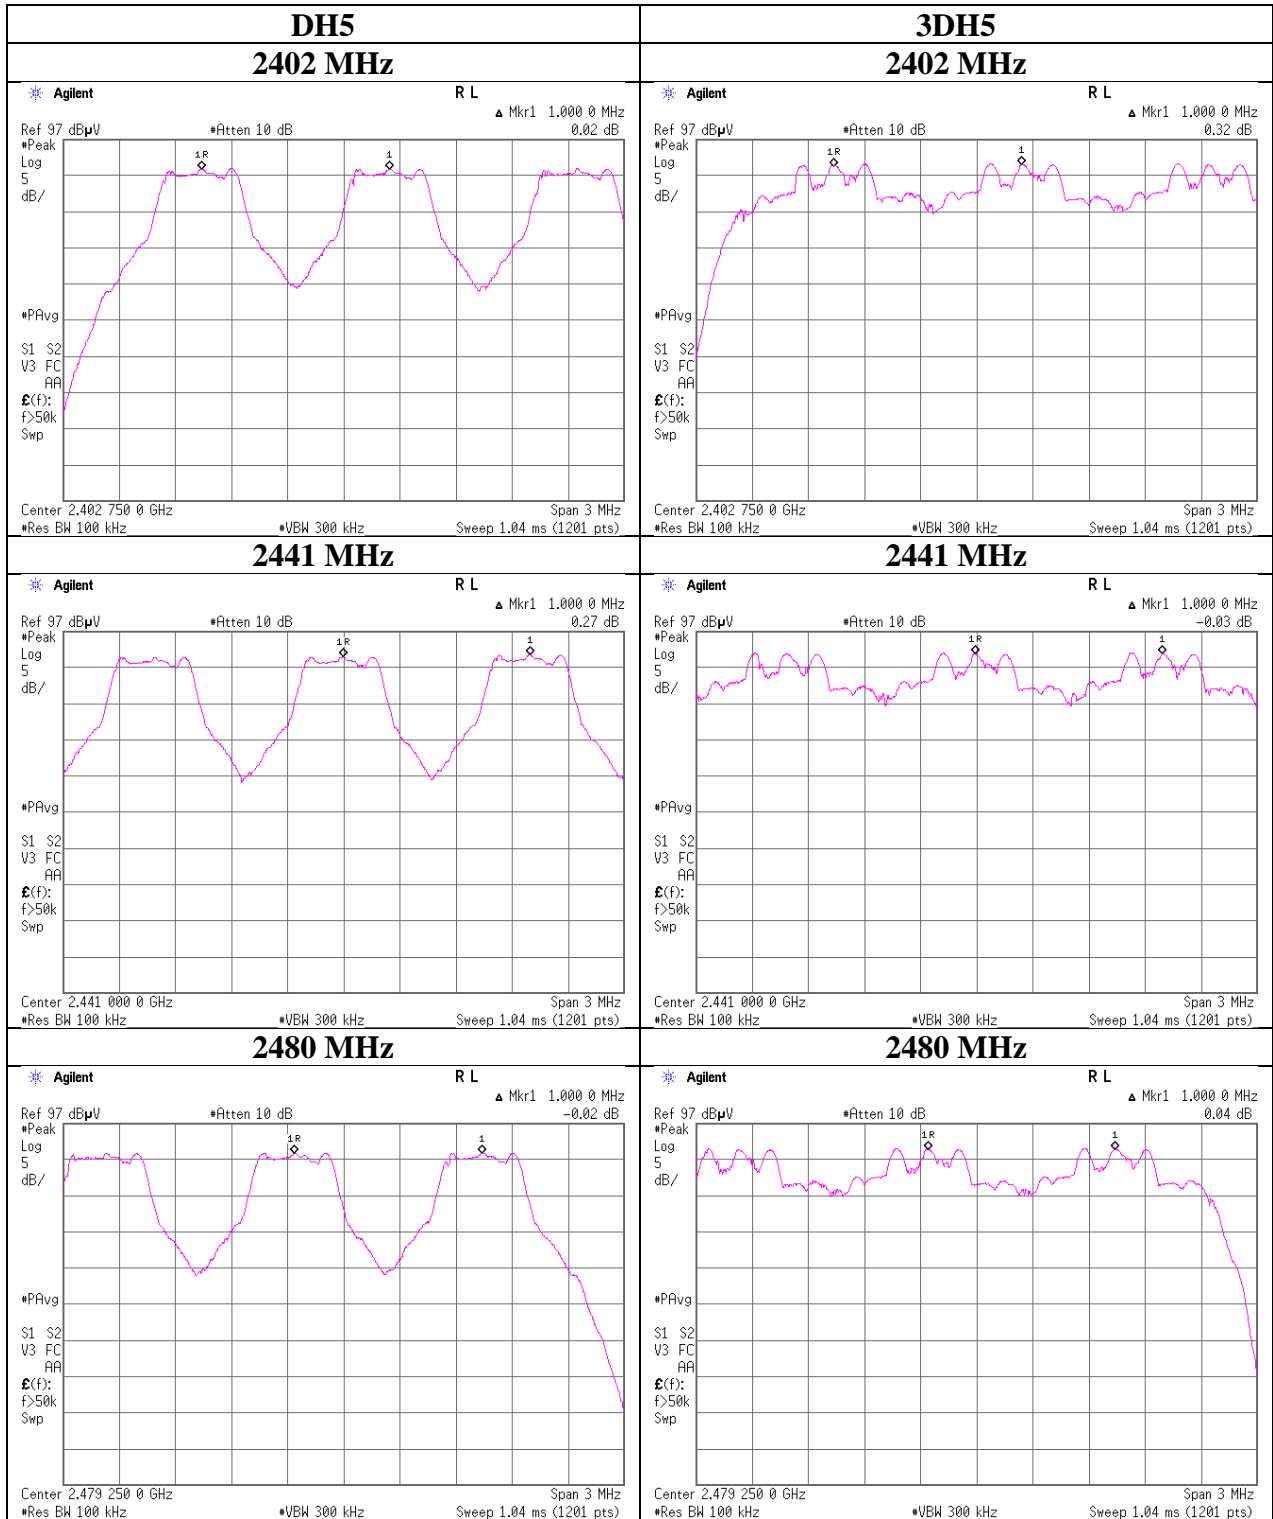 DH5 3DH5
2402 MHz 2402 MHz
Agilent R L
Δ Mkr1 1.000 0 MHz
Ref 97 dBµV #Atten 10 dB 0.02 dB
#Peak
Log
5
dB/
1R 1
#PAvg
S1 S2
V3 FC
AA
£(f):
f>50k
Swp
Center 2.402 750 0 GHz Span 3 MHz
#Res BW 100 kHz #VBW 300 kHz Sweep 1.04 ms (1201 pts)
Agilent R L
Δ Mkr1 1.000 0 MHz
Ref 97 dBµV #Atten 10 dB 0.32 dB
#Peak
Log
5
dB/
1R 1
#PAvg
S1 S2
V3 FC
AA
£(f):
f>50k
Swp
Center 2.402 750 0 GHz Span 3 MHz
#Res BW 100 kHz #VBW 300 kHz Sweep 1.04 ms (1201 pts)
2441 MHz 2441 MHz
Agilent R L
Δ Mkr1 1.000 0 MHz
Ref 97 dBµV #Atten 10 dB 0.27 dB
#Peak
Log
5
dB/
1R 1
#PAvg
S1 S2
V3 FC
AA
£(f):
f>50k
Swp
Center 2.441 000 0 GHz Span 3 MHz
#Res BW 100 kHz #VBW 300 kHz Sweep 1.04 ms (1201 pts)
Agilent R L
Δ Mkr1 1.000 0 MHz
Ref 97 dBµV #Atten 10 dB -0.03 dB
#Peak
Log
5
dB/
1R 1
#PAvg
S1 S2
V3 FC
AA
£(f):
f>50k
Swp
Center 2.441 000 0 GHz Span 3 MHz
#Res BW 100 kHz #VBW 300 kHz Sweep 1.04 ms (1201 pts)
2480 MHz 2480 MHz
Agilent R L
Δ Mkr1 1.000 0 MHz
Ref 97 dBµV #Atten 10 dB -0.02 dB
#Peak
Log
5
dB/
1R 1
#PAvg
S1 S2
V3 FC
AA
£(f):
f>50k
Swp
Center 2.479 250 0 GHz Span 3 MHz
#Res BW 100 kHz #VBW 300 kHz Sweep 1.04 ms (1201 pts)
Agilent R L
Δ Mkr1 1.000 0 MHz
Ref 97 dBµV #Atten 10 dB 0.04 dB
#Peak
Log
5
dB/
1R 1
#PAvg
S1 S2
V3 FC
AA
£(f):
f>50k
Swp
Center 2.479 250 0 GHz Span 3 MHz
#Res BW 100 kHz #VBW 300 kHz Sweep 1.04 ms (1201 pts)